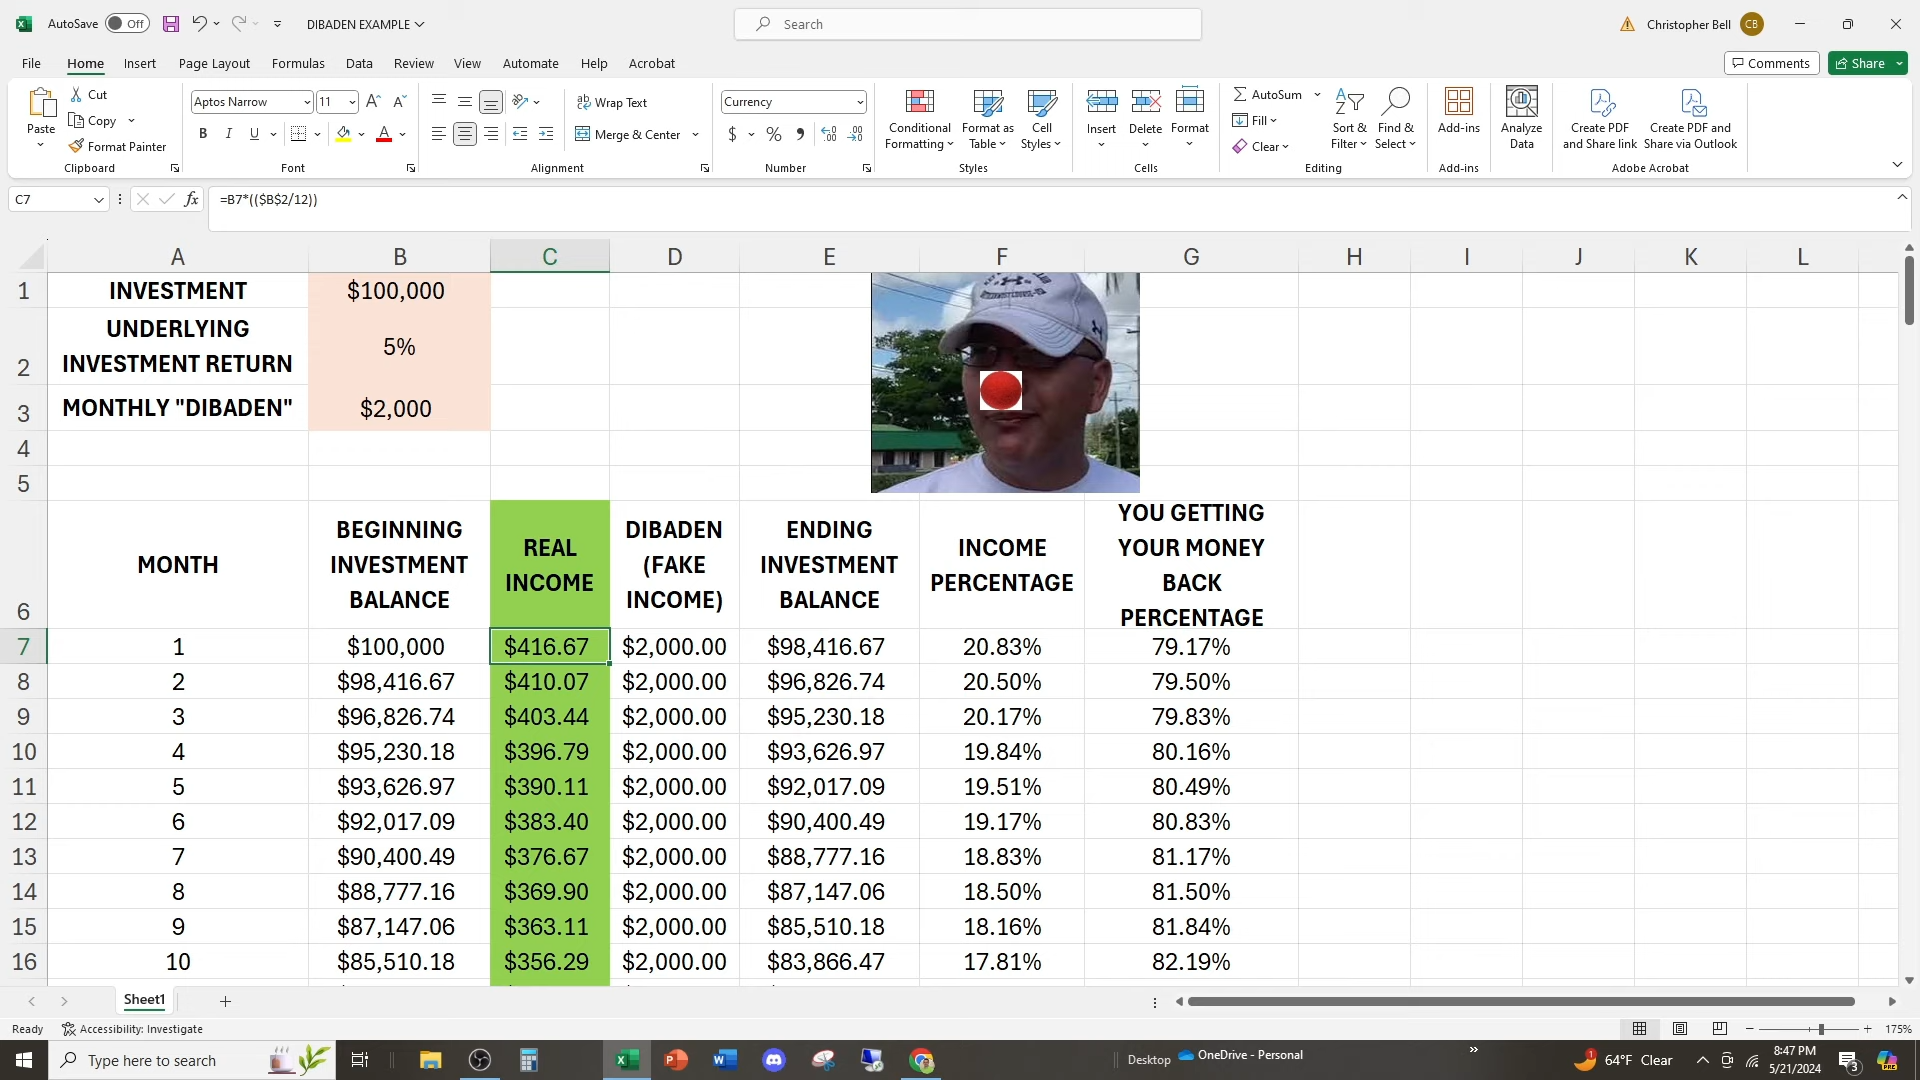 AutoSave Off DIBADEN EXAMPLE Search Christopher Bell CB
File Home Insert Page Layout Formulas Data Review View Automate Help Acrobat Comments Share
Paste Cut Copy Format Painter Clipboard
Aptos Narrow 11 B I U A Font
Wrap Text Merge & Center Alignment
Currency $ % Number
Conditional Formatting Format as Table Cell Styles Styles
Insert Delete Format Cells
AutoSum Fill Clear Sort & Filter Find & Select Editing
Add-ins Add-ins
Analyze Data
Create PDF and Share link Create PDF and Share via Outlook Adobe Acrobat
C7 fx =B7*(($B$2/12))
A B C D E F G H I J K L
1 INVESTMENT $100,000
2 UNDERLYING INVESTMENT RETURN 5%
3 MONTHLY "DIBADEN" $2,000
4
5
6 MONTH BEGINNING INVESTMENT BALANCE REAL INCOME DIBADEN (FAKE INCOME) ENDING INVESTMENT BALANCE INCOME PERCENTAGE YOU GETTING YOUR MONEY BACK PERCENTAGE
7 1 $100,000 $416.67 $2,000.00 $98,416.67 20.83% 79.17%
8 2 $98,416.67 $410.07 $2,000.00 $96,826.74 20.50% 79.50%
9 3 $96,826.74 $403.44 $2,000.00 $95,230.18 20.17% 79.83%
10 4 $95,230.18 $396.79 $2,000.00 $93,626.97 19.84% 80.16%
11 5 $93,626.97 $390.11 $2,000.00 $92,017.09 19.51% 80.49%
12 6 $92,017.09 $383.40 $2,000.00 $90,400.49 19.17% 80.83%
13 7 $90,400.49 $376.67 $2,000.00 $88,777.16 18.83% 81.17%
14 8 $88,777.16 $369.90 $2,000.00 $87,147.06 18.50% 81.50%
15 9 $87,147.06 $363.11 $2,000.00 $85,510.18 18.16% 81.84%
16 10 $85,510.18 $356.29 $2,000.00 $83,866.47 17.81% 82.19%
Sheet1
Ready Accessibility: Investigate 175%
Type here to search Desktop OneDrive - Personal 64°F Clear 8:47 PM
5/21/2024 3